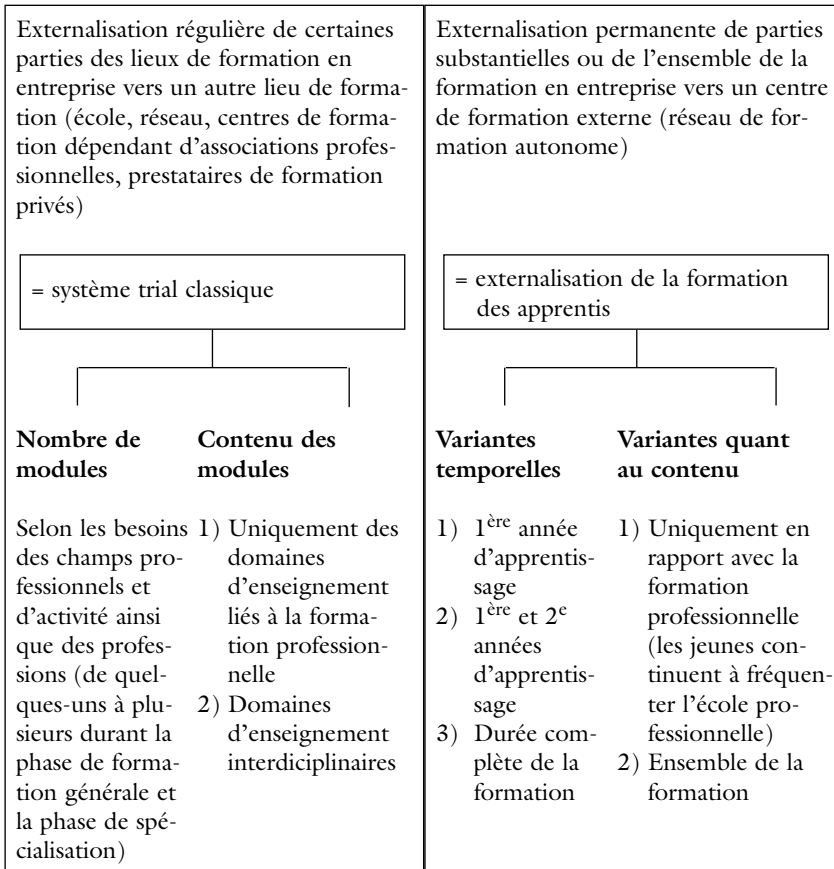 Externalisation régulière de certaines
parties des lieux de formation en
entreprise vers un autre lieu de forma-
tion (école, réseau, centres de forma-
tion dépendant d'associations profes-
sionnelles, prestataires de formation
privés)
= système trial classique
Nombre de
modules
Selon les besoins
des champs pro-
fessionnels et
d'activité ainsi
que des profes-
sions (de quel-
ques-uns à plu-
sieurs durant la
phase de forma-
tion générale et
la phase de spé-
cialisation)
Contenu des
modules
1) Uniquement des
domaines
d'enseignement
liés à la forma-
tion profession-
nelle
2) Domaines
d'enseignement
interdiciplinaires
Externalisation permanente de parties
substantielles ou de l'ensemble de la
formation en entreprise vers un centre
de formation externe (réseau de for-
mation autonome)
= externalisation de la formation
des apprentis
Variantes
temporelles
1) 1ère année
d'apprentis-
sage
2) 1ère et 2e
années
d'apprentis-
sage
3) Durée com-
plète de la
formation
Variantes quant
au contenu
1) Uniquement en
rapport avec la
formation
professionnelle
(les jeunes con-
tinuent à fréquen-
ter l'école pro-
fessionnelle)
2) Ensemble de la
formation